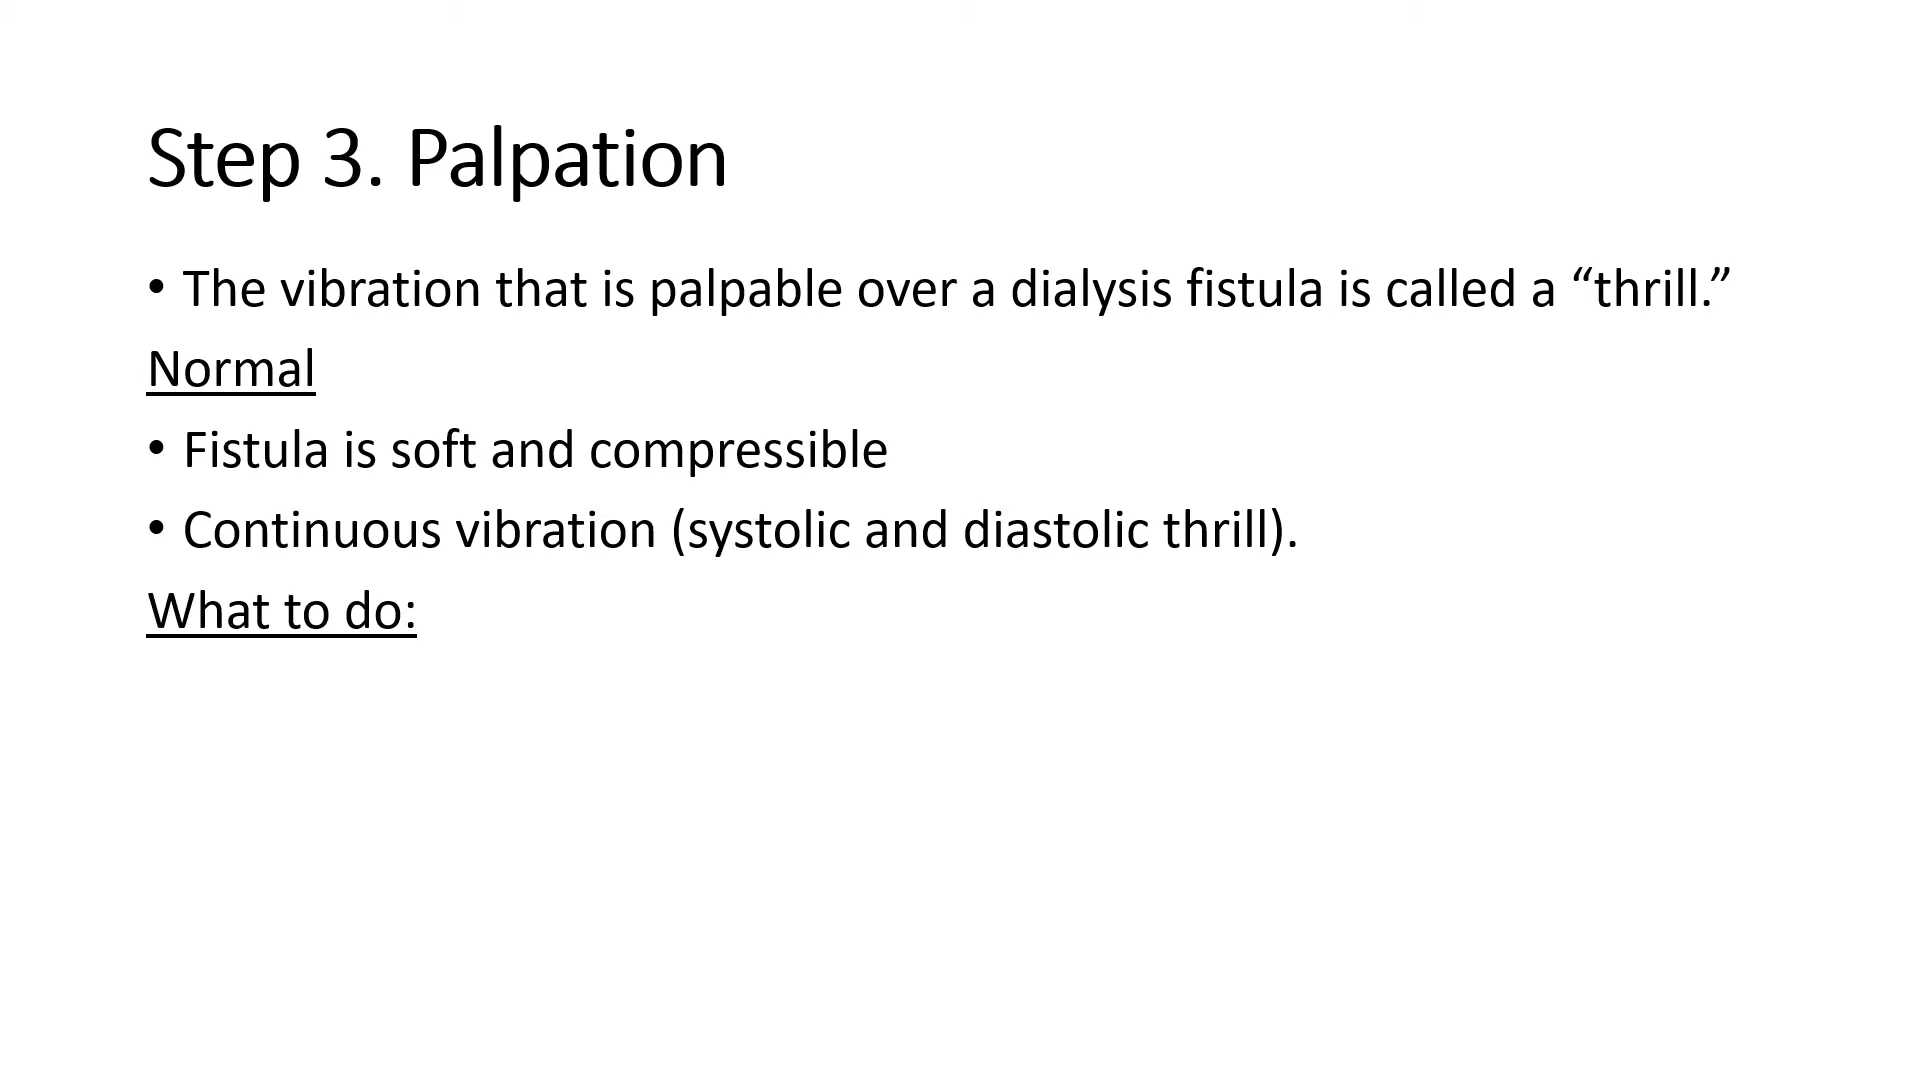 Step 3. Palpation
• The vibration that is palpable over a dialysis fistula is called a “thrill.”
Normal
• Fistula is soft and compressible
• Continuous vibration (systolic and diastolic thrill).
What to do: